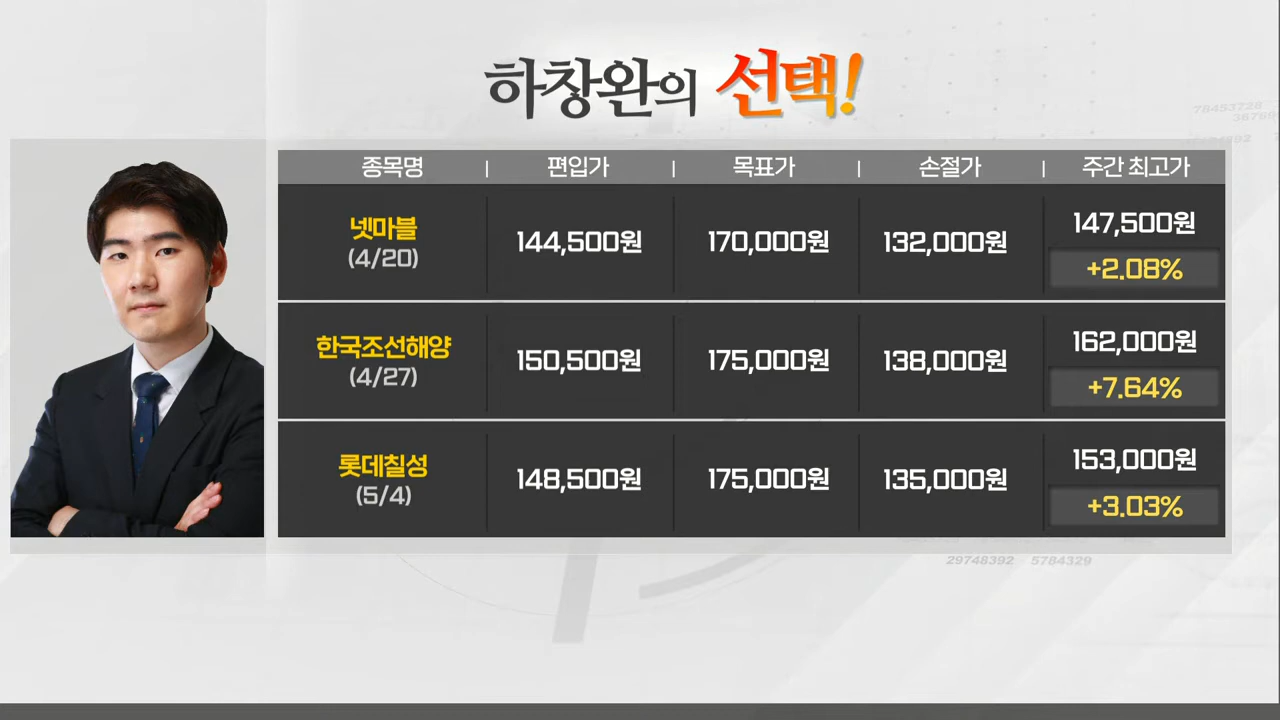 하창완의 선택!
78453728
종목명 | 편입가 | 목표가 | 손절가 | 주간 최고가
넷마블 (4/20) 144,500원 170,000원 132,000원 147,500원 +2.08%
한국조선해양 (4/27) 150,500원 175,000원 138,000원 162,000원 +7.64%
롯데칠성 (5/4) 148,500원 175,000원 135,000원 153,000원 +3.03%
29748392 5784329